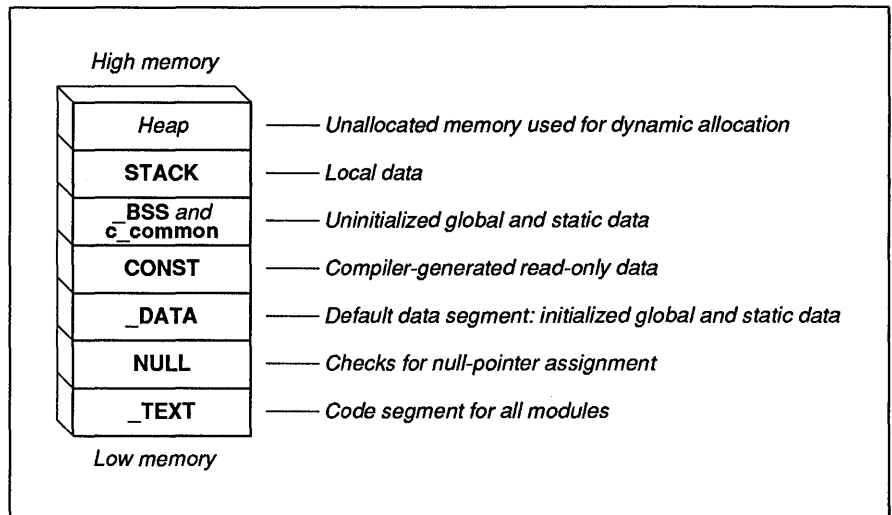 High memory
Heap
Unallocated memory used for dynamic allocation
STACK
Local data
_BSS and
c_common
Uninitialized global and static data
CONST
Compiler-generated read-only data
_DATA
Default data segment: initialized global and static data
NULL
Checks for null-pointer assignment
_TEXT
Code segment for all modules
Low memory